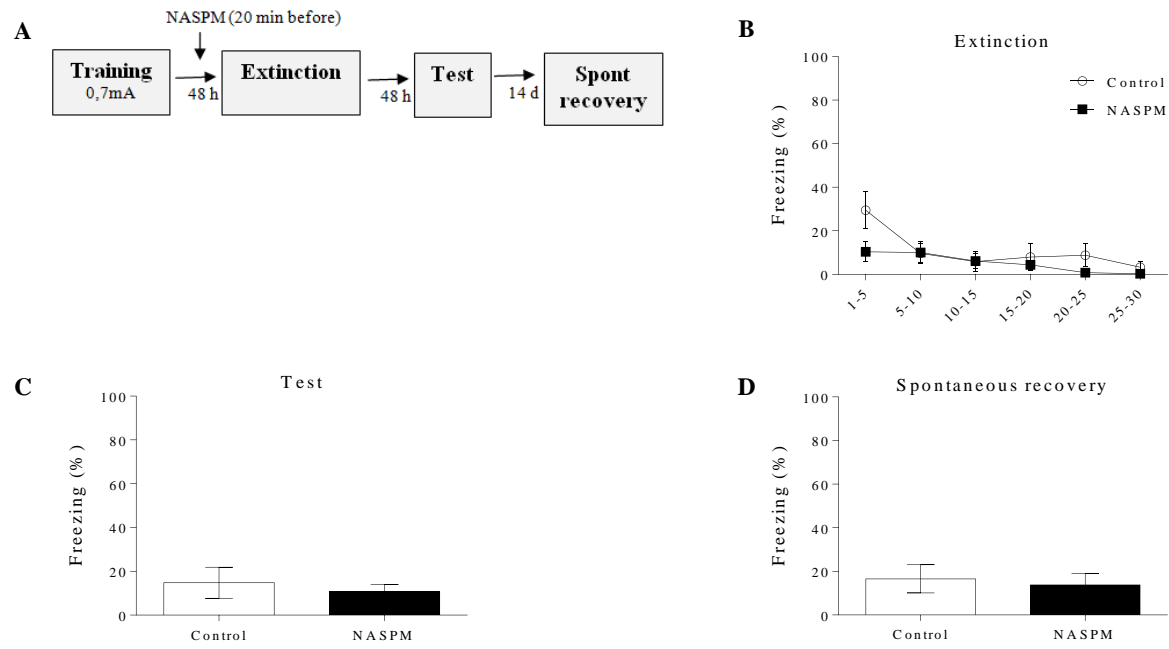 A
NASPM (20 min before)
Training
0,7mA
48 h
Extinction
48 h
Test
14 d
Spont
recovery
B
Extinction
Freezing (%)
100
80
60
40
20
0
Control
NASPM
1-5
5-10
10-15
15-20
20-25
25-30
C
Test
Freezing (%)
100
80
60
40
20
0
Control
NASPM
D
Spontaneous recovery
Freezing (%)
100
80
60
40
20
0
Control
NASPM